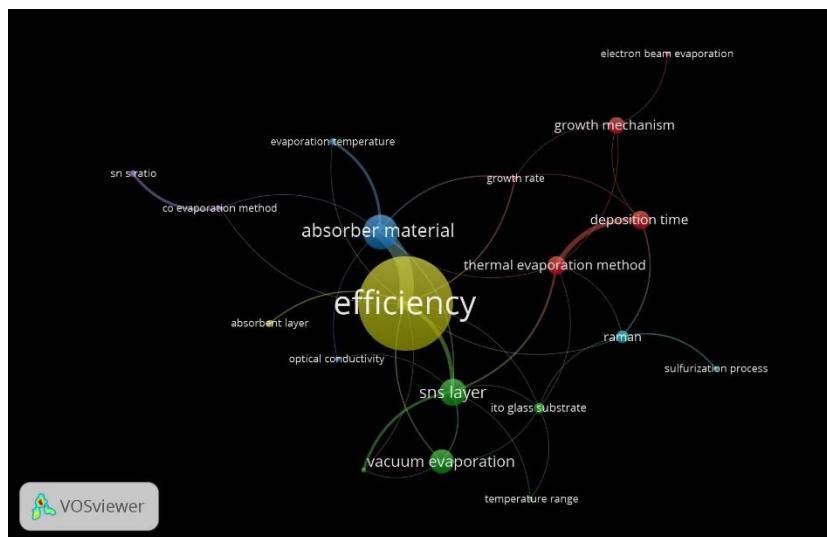 electron beam evaporation
growth mechanism
evaporation temperature
sn s ratio
growth rate
co evaporation method
deposition time
absorber material
thermal evaporation method
efficiency
absorbent layer
raman
optical conductivity
sulfurization process
sns layer
ito glass substrate
vacuum evaporation
temperature range
VOSviewer